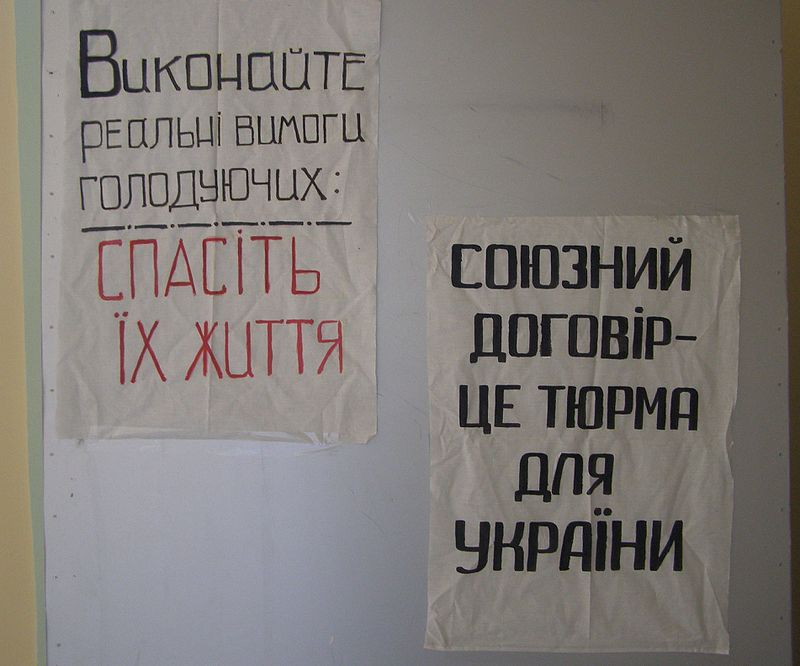 Виконайте
реальні вимоги
голодуючих:
спасіть
їх життя
СОЮЗНИЙ
ДОГОВІР-
ЦЕ ТЮРМА
ДЛЯ
УКРАЇНИ